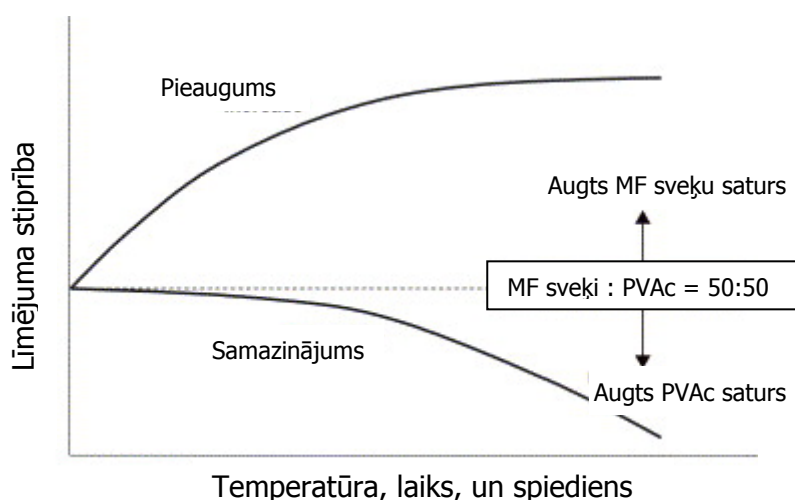 Pieaugums
Līmējuma stiprība
Augts MF sveķu saturs
MF sveķi : PVAc = 50:50
Samazinājums
Augts PVAc saturs
Temperatūra, laiks, un spiediens